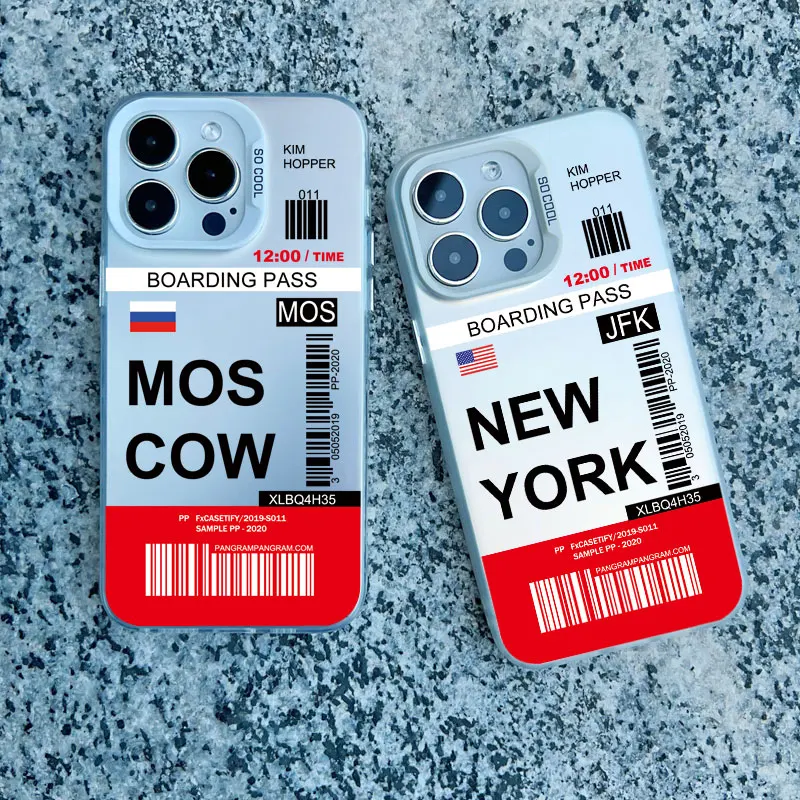 SO COOL
KIM
HOPPER
011
12:00 / TIME
BOARDING PASS
MOS
MOS
COW
PP-2020
3 05052019
XLBQ4H35
PP FxCASETIFY/2019-S011
SAMPLE PP - 2020
PANGRAMPANGRAM.COM
SO COOL
KIM
HOPPER
011
12:00 / TIME
BOARDING PASS
JFK
NEW
YORK
PP-2020
3 05052019
XLBQ4H35
PP FxCASETIFY/2019-S011
SAMPLE PP - 2020
PANGRAMPANGRAM.COM